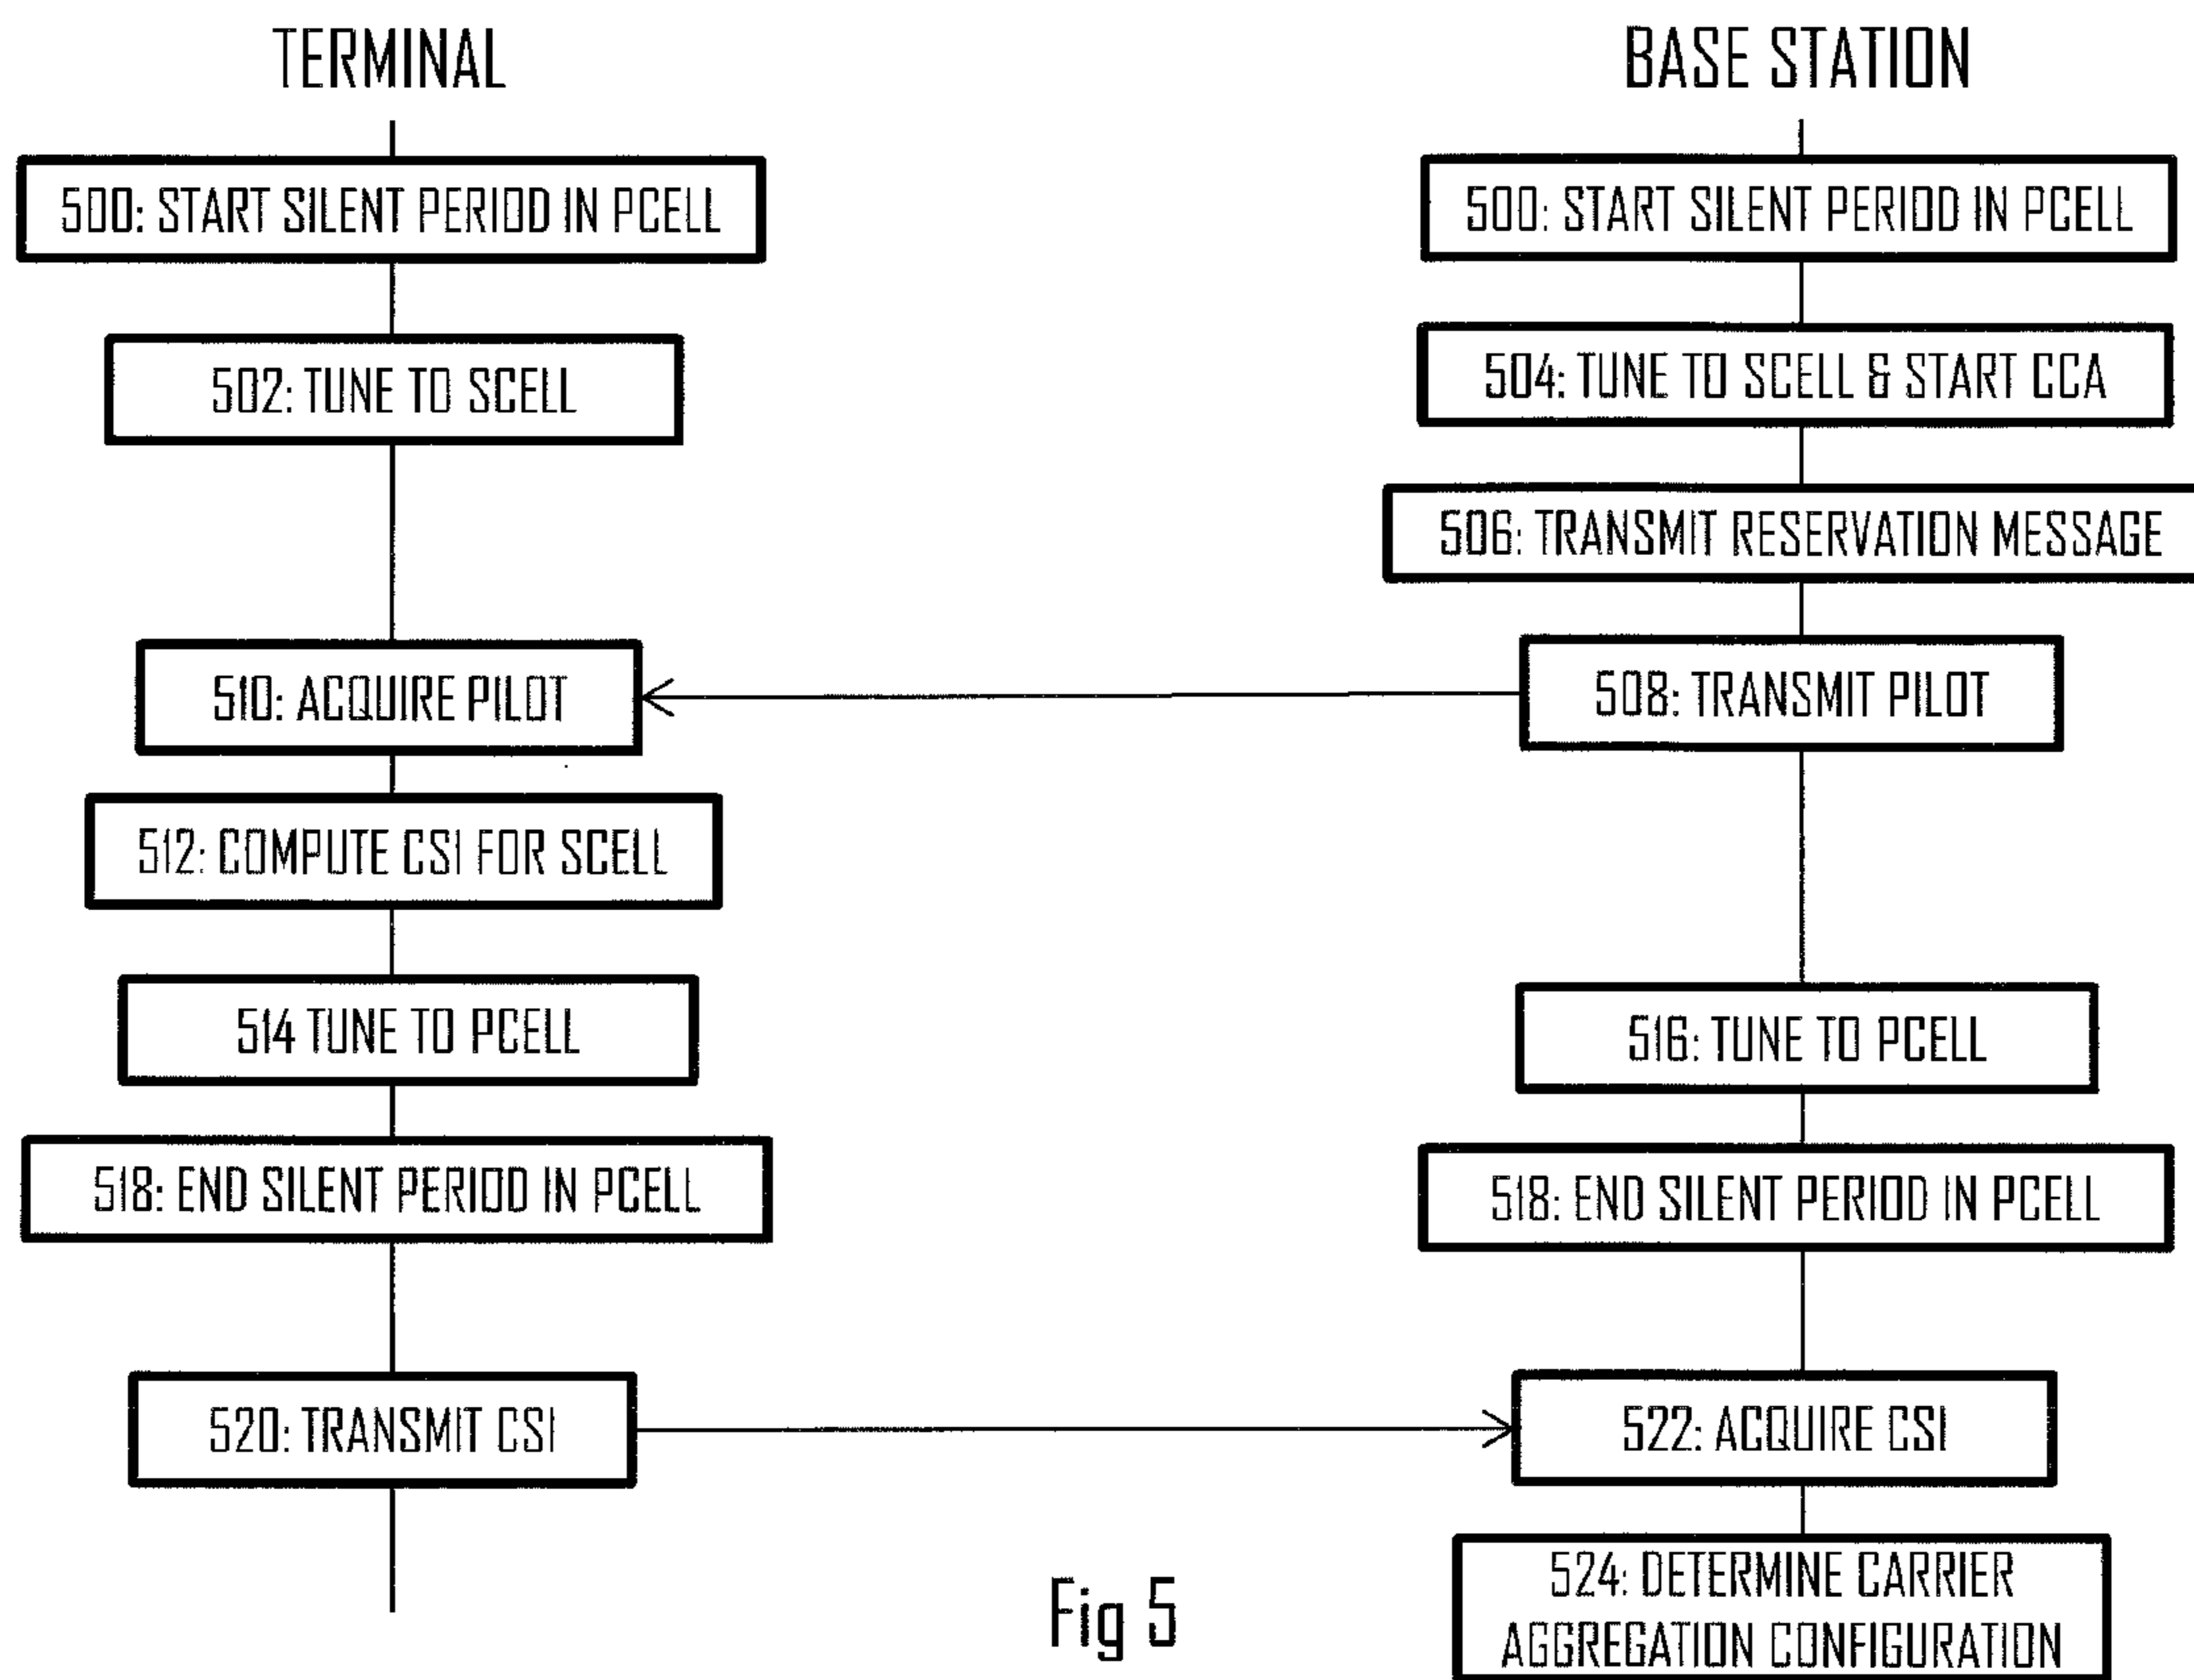 TERMINAL
BASE STATION
500: START SILENT PERIOD IN PCELL
500: START SILENT PERIOD IN PCELL
502: TUNE TO SCELL
504: TUNE TO SCELL & START CCA
506: TRANSMIT RESERVATION MESSAGE
510: ACQUIRE PILOT
508: TRANSMIT PILOT
512: COMPUTE CSI FOR SCELL
514 TUNE TO PCELL
516: TUNE TO PCELL
518: END SILENT PERIOD IN PCELL
518: END SILENT PERIOD IN PCELL
520: TRANSMIT CSI
522: ACQUIRE CSI
524: DETERMINE CARRIER
AGGREGATION CONFIGURATION
Fig 5